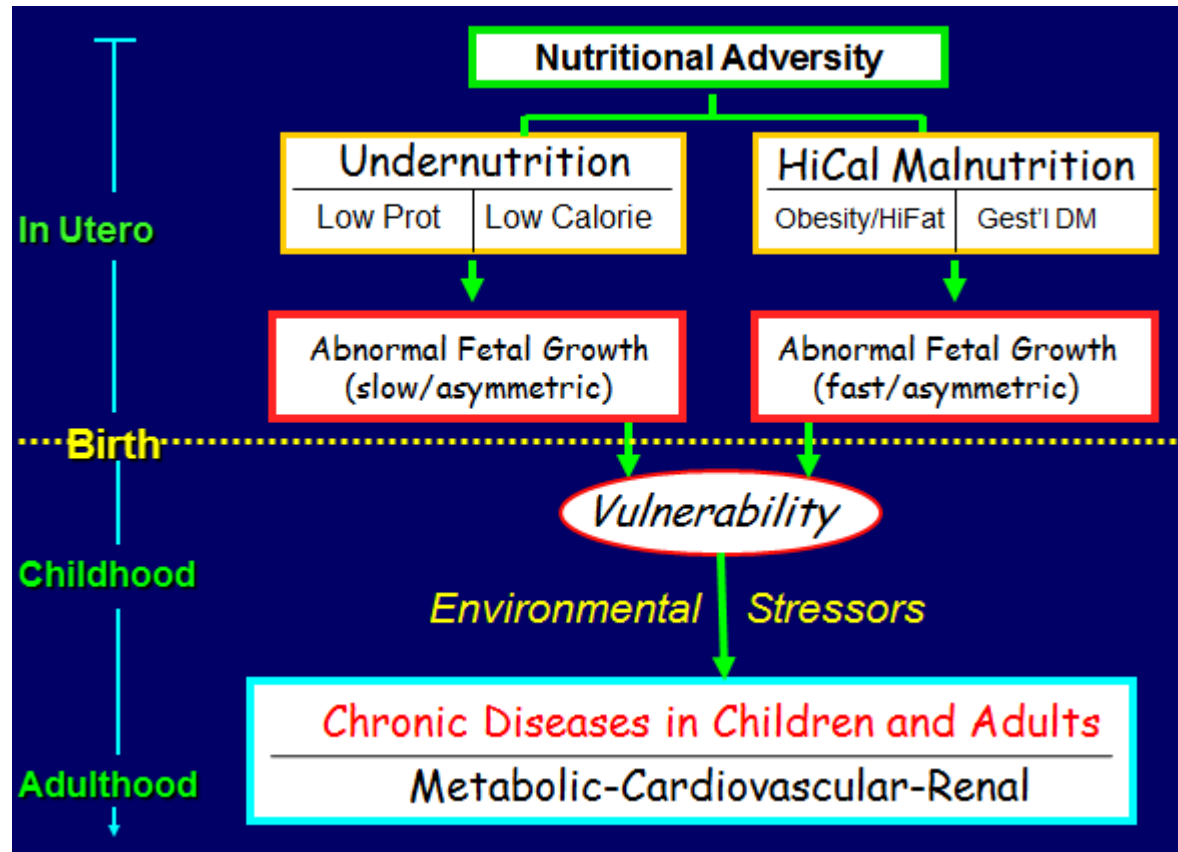 Nutritional Adversity
Undernutrition
Low Prot
Low Calorie
HiCal Malnutrition
Obesity/HiFat
Gest'l DM
In Utero
Abnormal Fetal Growth
(slow/asymmetric)
Abnormal Fetal Growth
(fast/asymmetric)
Birth
Vulnerability
Childhood
Environmental Stressors
Chronic Diseases in Children and Adults
Metabolic-Cardiovascular-Renal
Adulthood